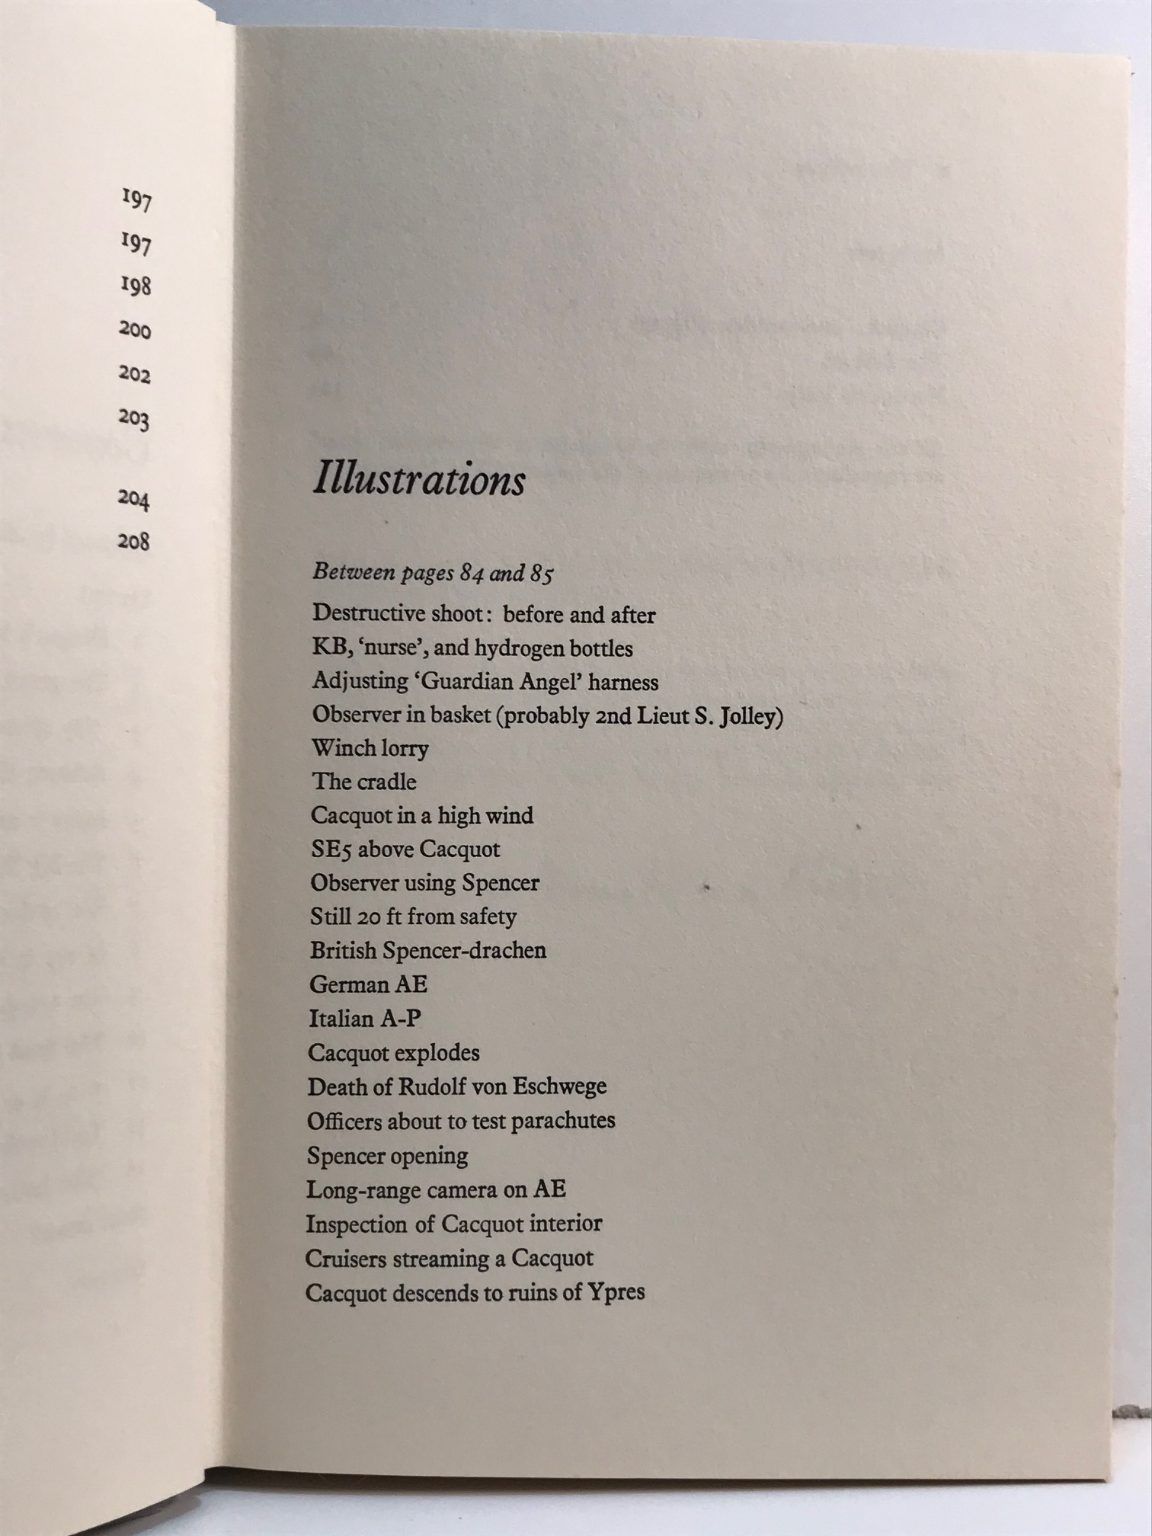 197
197
198
200
202
203
204
208
Illustrations
Between pages 84 and 85
Destructive shoot: before and after
KB, ‘nurse’, and hydrogen bottles
Adjusting ‘Guardian Angel’ harness
Observer in basket (probably 2nd Lieut S. Jolley)
Winch lorry
The cradle
Cacquot in a high wind
SE5 above Cacquot
Observer using Spencer
Still 20 ft from safety
British Spencer-drachen
German AE
Italian A-P
Cacquot explodes
Death of Rudolf von Eschwege
Officers about to test parachutes
Spencer opening
Long-range camera on AE
Inspection of Cacquot interior
Cruisers streaming a Cacquot
Cacquot descends to ruins of Ypres